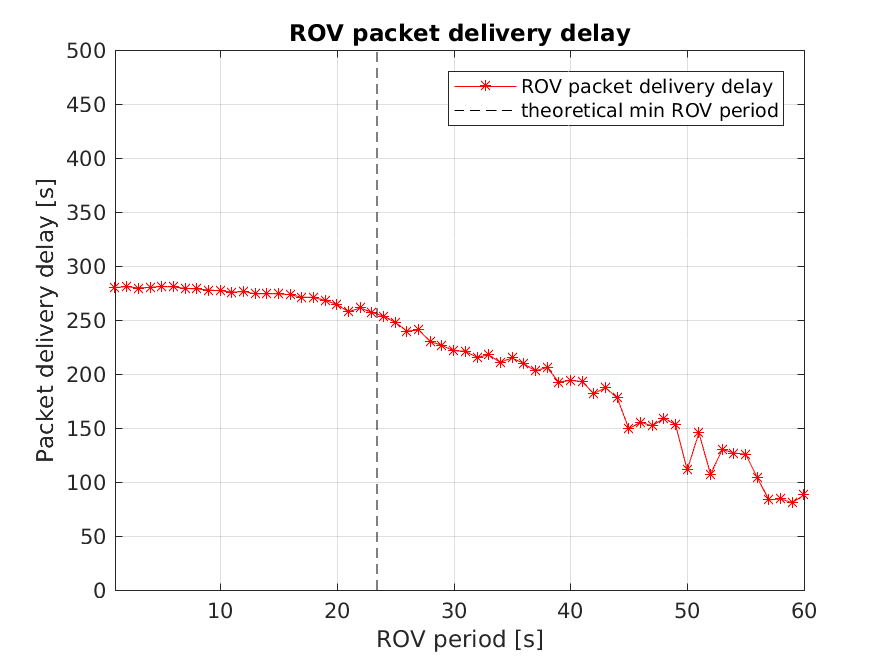 ROV packet delivery delay
500
450
400
350
300
250
200
150
100
50
0
Packet delivery delay [s]
ROV packet delivery delay
theoretical min ROV period
10 20 30 40 50 60
ROV period [s]